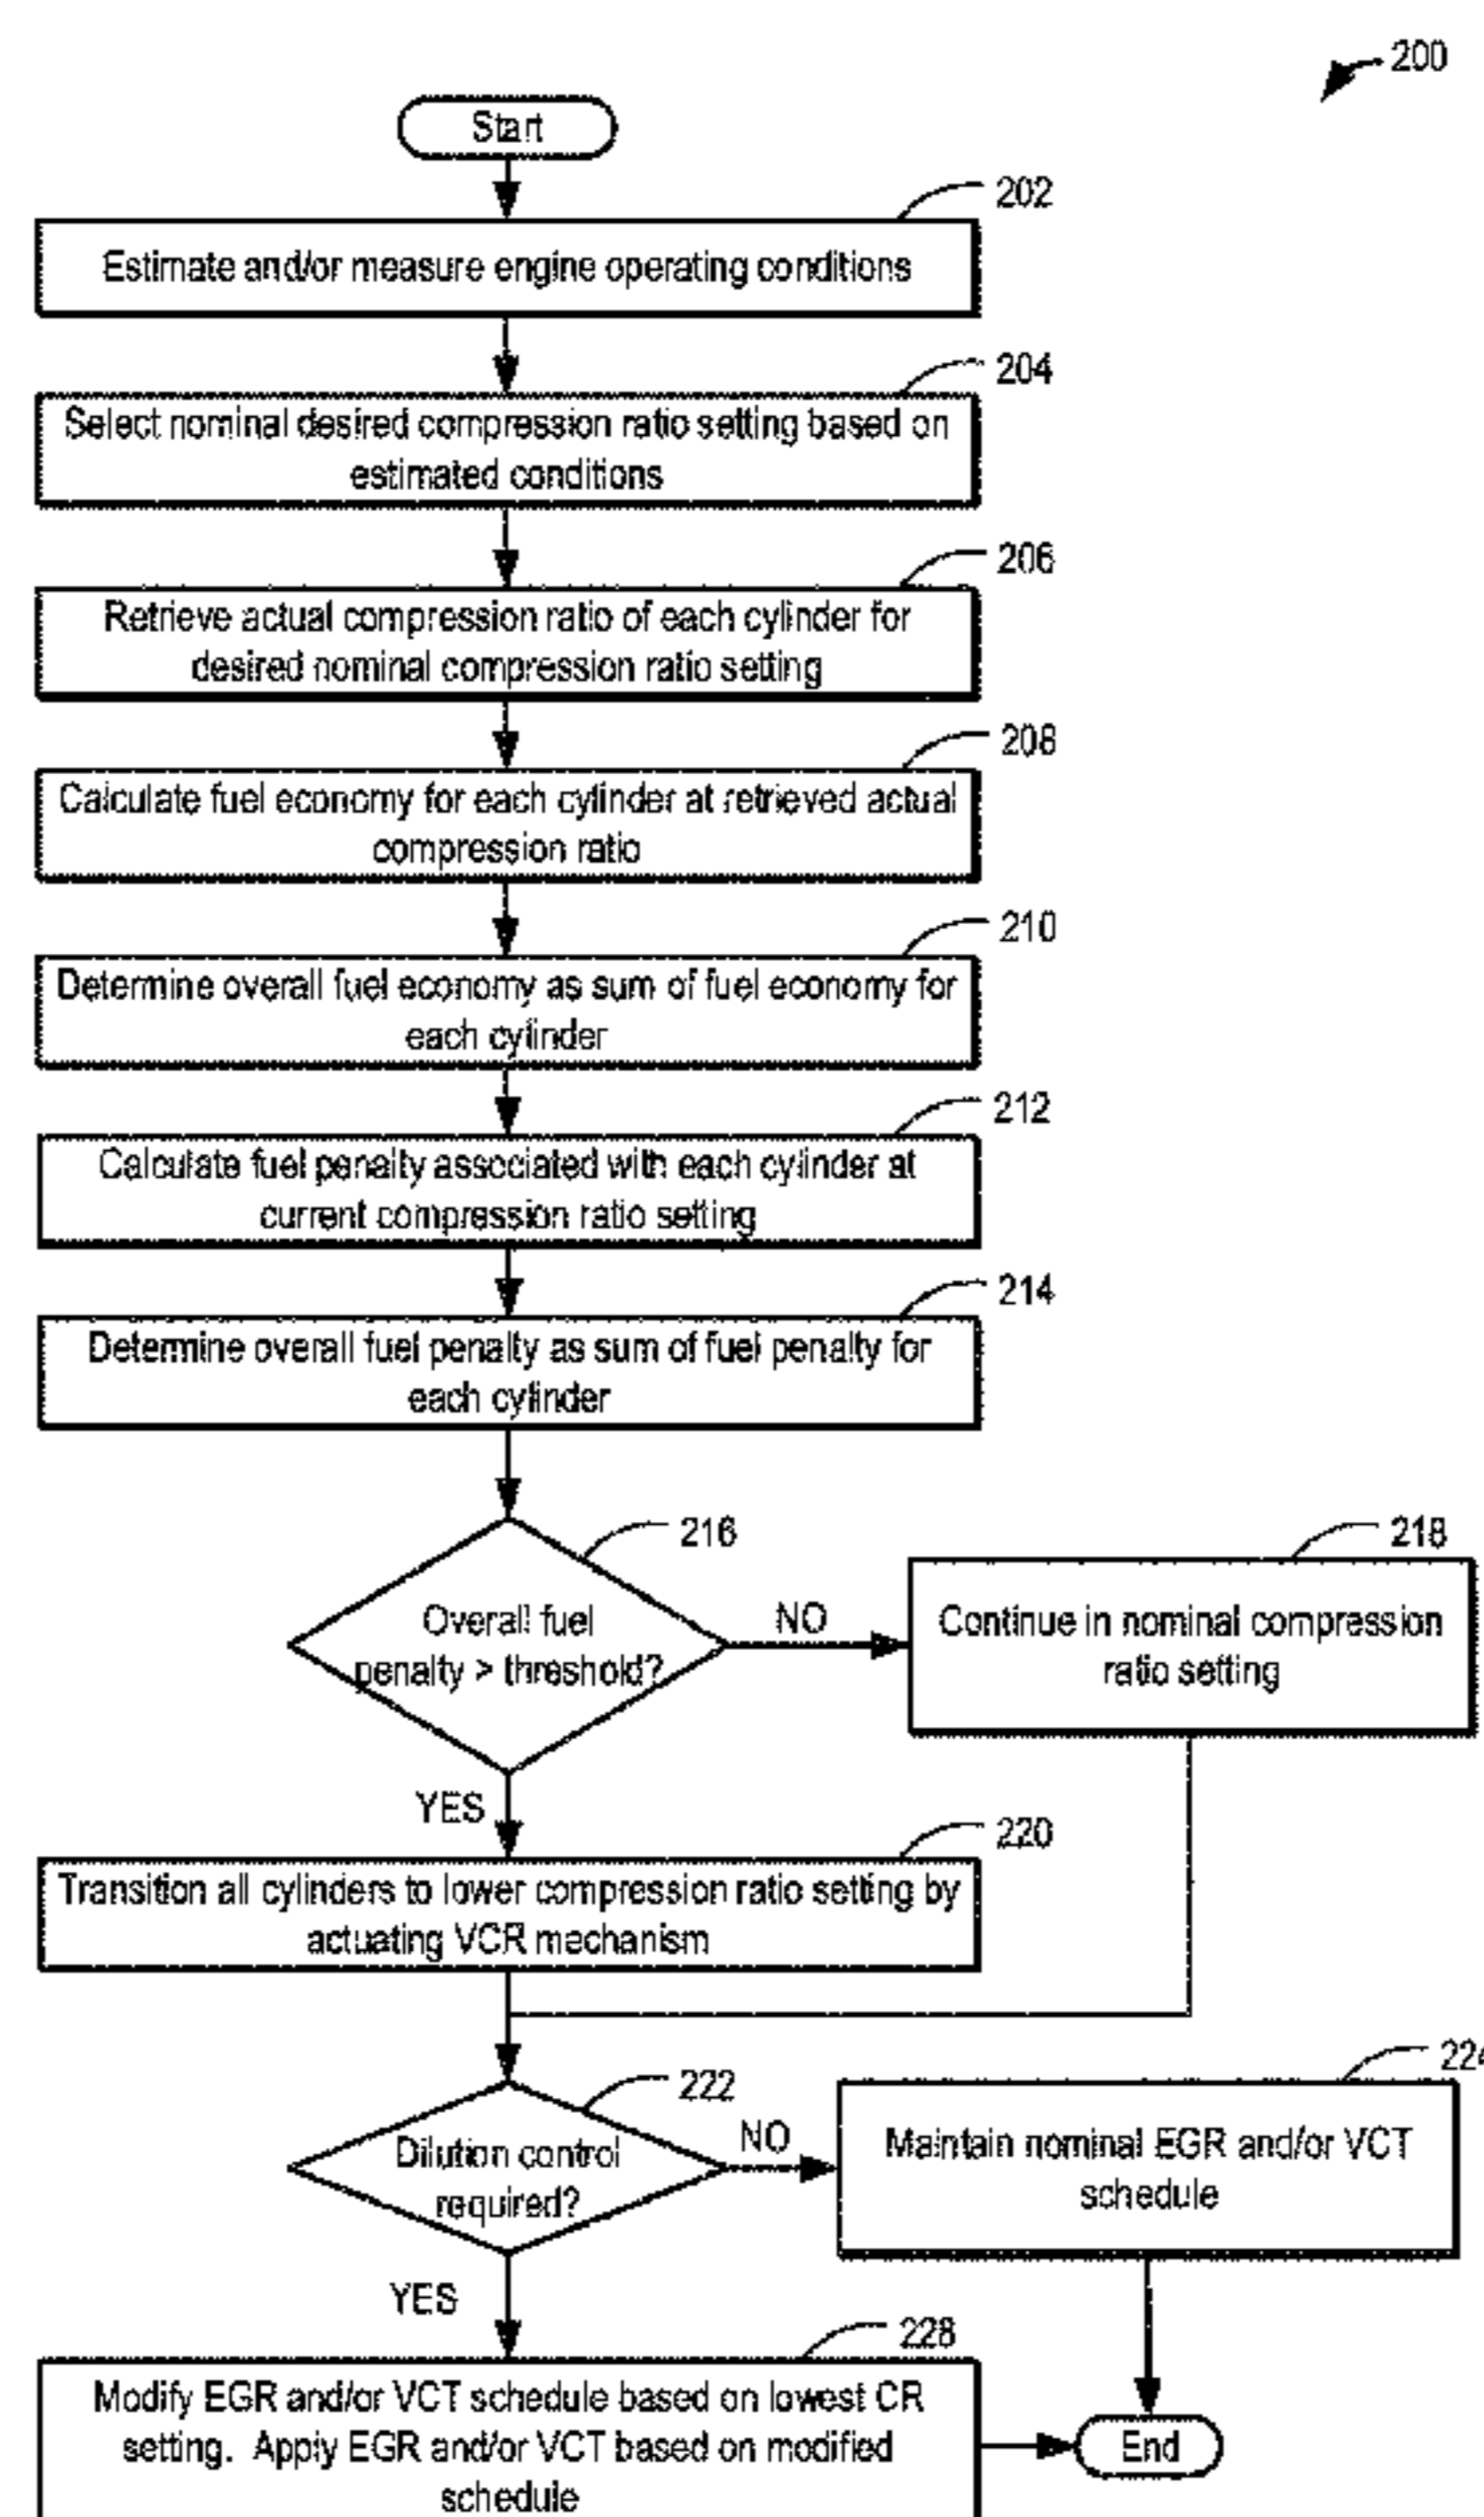 200
Start
202
Estimate and/or measure engine operating conditions
204
Select nominal desired compression ratio setting based on
estimated conditions
206
Retrieve actual compression ratio of each cylinder for
desired nominal compression ratio setting
208
Calculate fuel economy for each cylinder at retrieved actual
compression ratio
210
Determine overall fuel economy as sum of fuel economy for
each cylinder
212
Calculate fuel penalty associated with each cylinder at
current compression ratio setting
214
Determine overall fuel penalty as sum of fuel penalty for
each cylinder
216
Overall fuel
penalty > threshold?
NO
218
Continue in nominal compression
ratio setting
YES
220
Transition all cylinders to lower compression ratio setting by
actuating VCR mechanism
222
Dilution control
required?
NO
224
Maintain nominal EGR and/or VCT
schedule
YES
228
Modify EGR and/or VCT schedule based on lowest CR
setting. Apply EGR and/or VCT based on modified
schedule
End